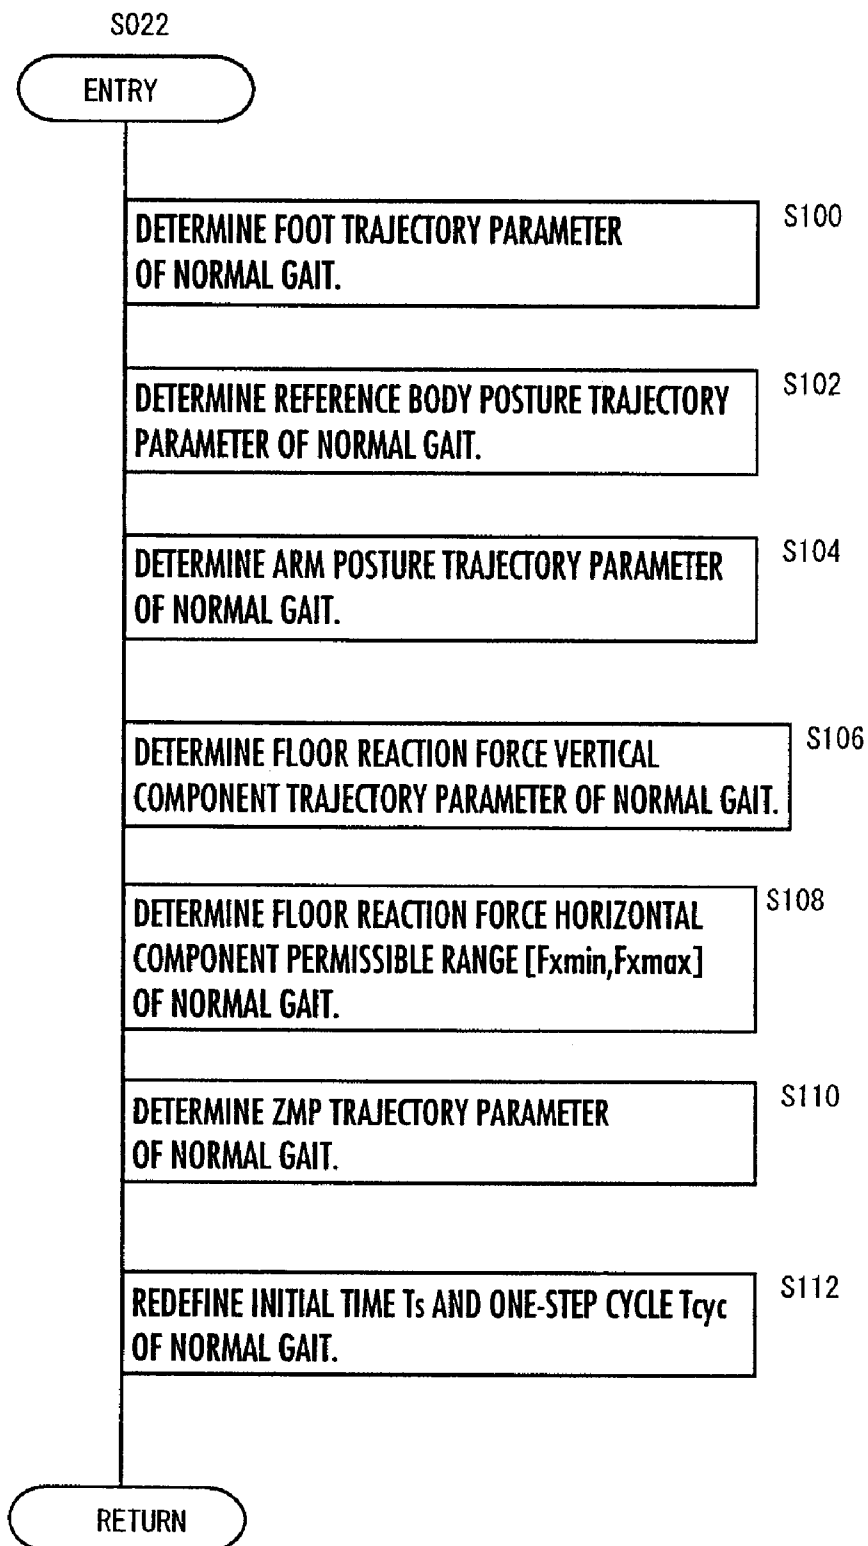 S022
ENTRY
S100
DETERMINE FOOT TRAJECTORY PARAMETER
OF NORMAL GAIT.
S102
DETERMINE REFERENCE BODY POSTURE TRAJECTORY
PARAMETER OF NORMAL GAIT.
S104
DETERMINE ARM POSTURE TRAJECTORY PARAMETER
OF NORMAL GAIT.
S106
DETERMINE FLOOR REACTION FORCE VERTICAL
COMPONENT TRAJECTORY PARAMETER OF NORMAL GAIT.
S108
DETERMINE FLOOR REACTION FORCE HORIZONTAL
COMPONENT PERMISSIBLE RANGE [Fxmin,Fxmax]
OF NORMAL GAIT.
S110
DETERMINE ZMP TRAJECTORY PARAMETER
OF NORMAL GAIT.
S112
REDEFINE INITIAL TIME Ts AND ONE-STEP CYCLE Tcyc
OF NORMAL GAIT.
RETURN